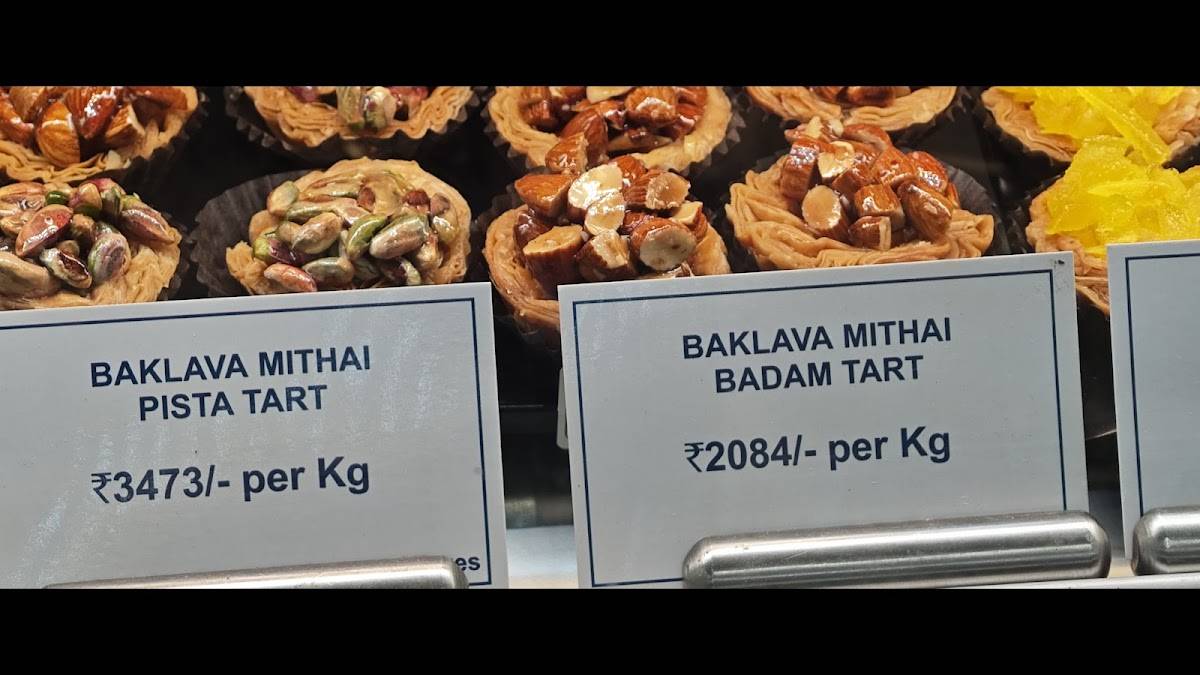 BAKLAVA MITHAI
PISTA TART
₹3473/- per Kg
BAKLAVA MITHAI
BADAM TART
₹2084/- per Kg